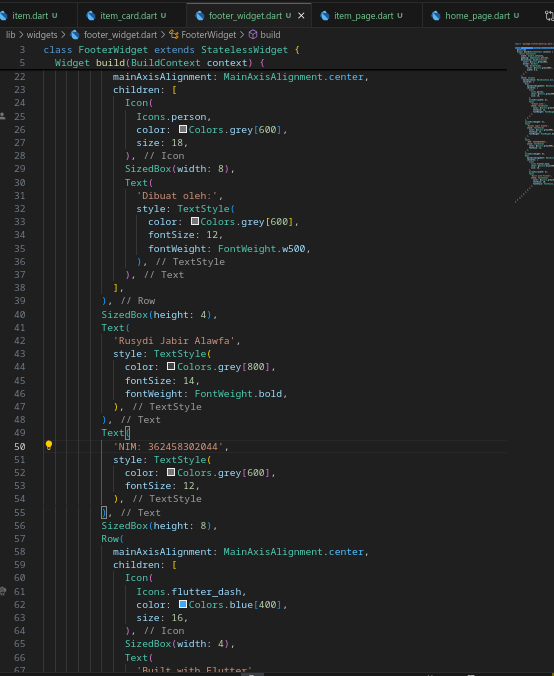 item.dart U item_card.dart U footer_widget.dart U × item_page.dart U home_page.dart U
lib > widgets > footer_widget.dart > FooterWidget > build
3 class FooterWidget extends StatelessWidget {
5 Widget build(BuildContext context) {
22 mainAxisAlignment: MainAxisAlignment.center,
23 children: [
24 Icon(
25 Icons.person,
26 color: Colors.grey[600],
27 size: 18,
28 ), // Icon
29 SizedBox(width: 8),
30 Text(
31 'Dibuat oleh:',
32 style: TextStyle(
33 color: Colors.grey[600],
34 fontSize: 12,
35 fontWeight: FontWeight.w500,
36 ), // TextStyle
37 ), // Text
38 ],
39 ), // Row
40 SizedBox(height: 4),
41 Text(
42 'Rusydi Jabir Alawfa',
43 style: TextStyle(
44 color: Colors.grey[800],
45 fontSize: 14,
46 fontWeight: FontWeight.bold,
47 ), // TextStyle
48 ), // Text
49 Text(
50 'NIM: 362458302044',
51 style: TextStyle(
52 color: Colors.grey[600],
53 fontSize: 12,
54 ), // TextStyle
55 ), // Text
56 SizedBox(height: 8),
57 Row(
58 mainAxisAlignment: MainAxisAlignment.center,
59 children: [
60 Icon(
61 Icons.flutter_dash,
62 color: Colors.blue[400],
63 size: 16,
64 ), // Icon
65 SizedBox(width: 4),
66 Text(
67 'Built with Flutter'